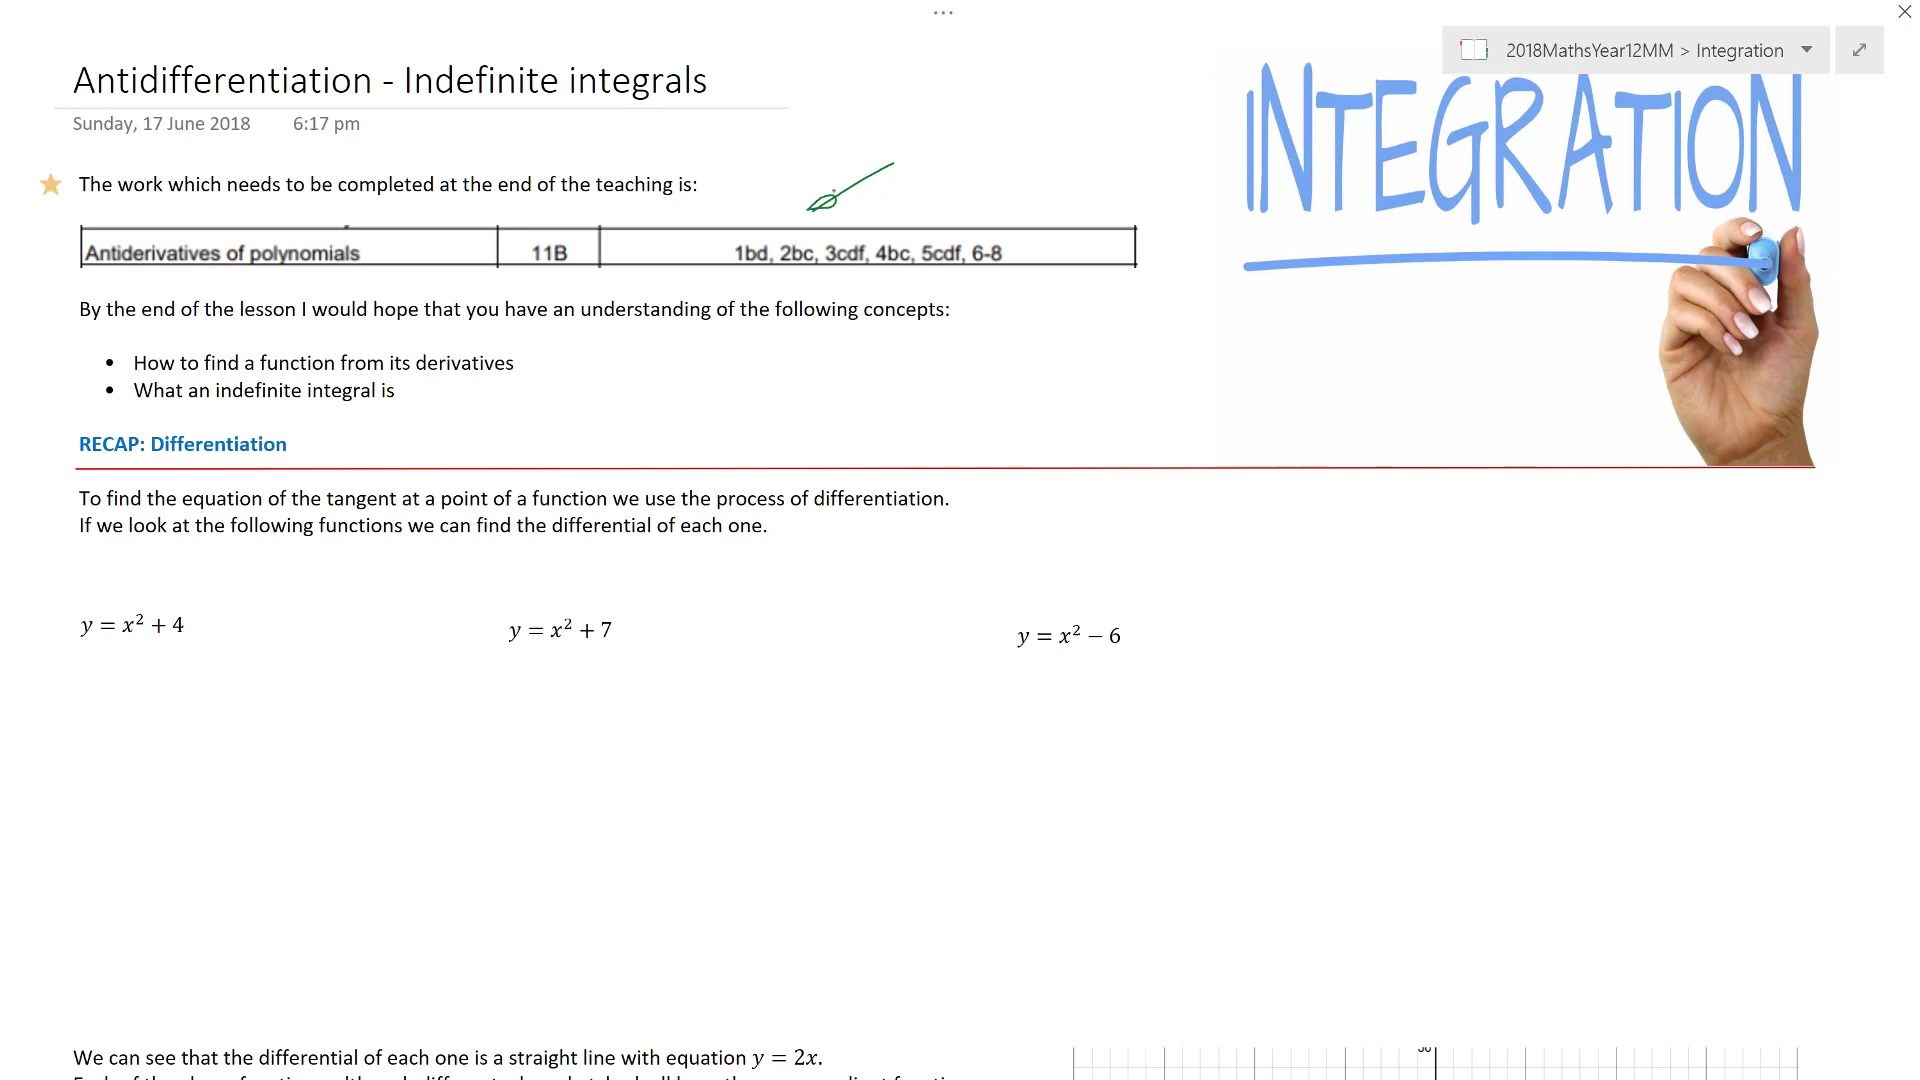 2018MathsYear12MM > Integration
Antidifferentiation - Indefinite integrals
INTEGRATION
Sunday, 17 June 2018 6:17 pm
The work which needs to be completed at the end of the teaching is:
Antiderivatives of polynomials 11B 1bd, 2bc, 3cdf, 4bc, 5cdf, 6-8
By the end of the lesson I would hope that you have an understanding of the following concepts:
• How to find a function from its derivatives
• What an indefinite integral is
RECAP: Differentiation
To find the equation of the tangent at a point of a function we use the process of differentiation.
If we look at the following functions we can find the differential of each one.
y = x² + 4 y = x² + 7 y = x² − 6
We can see that the differential of each one is a straight line with equation y = 2x.